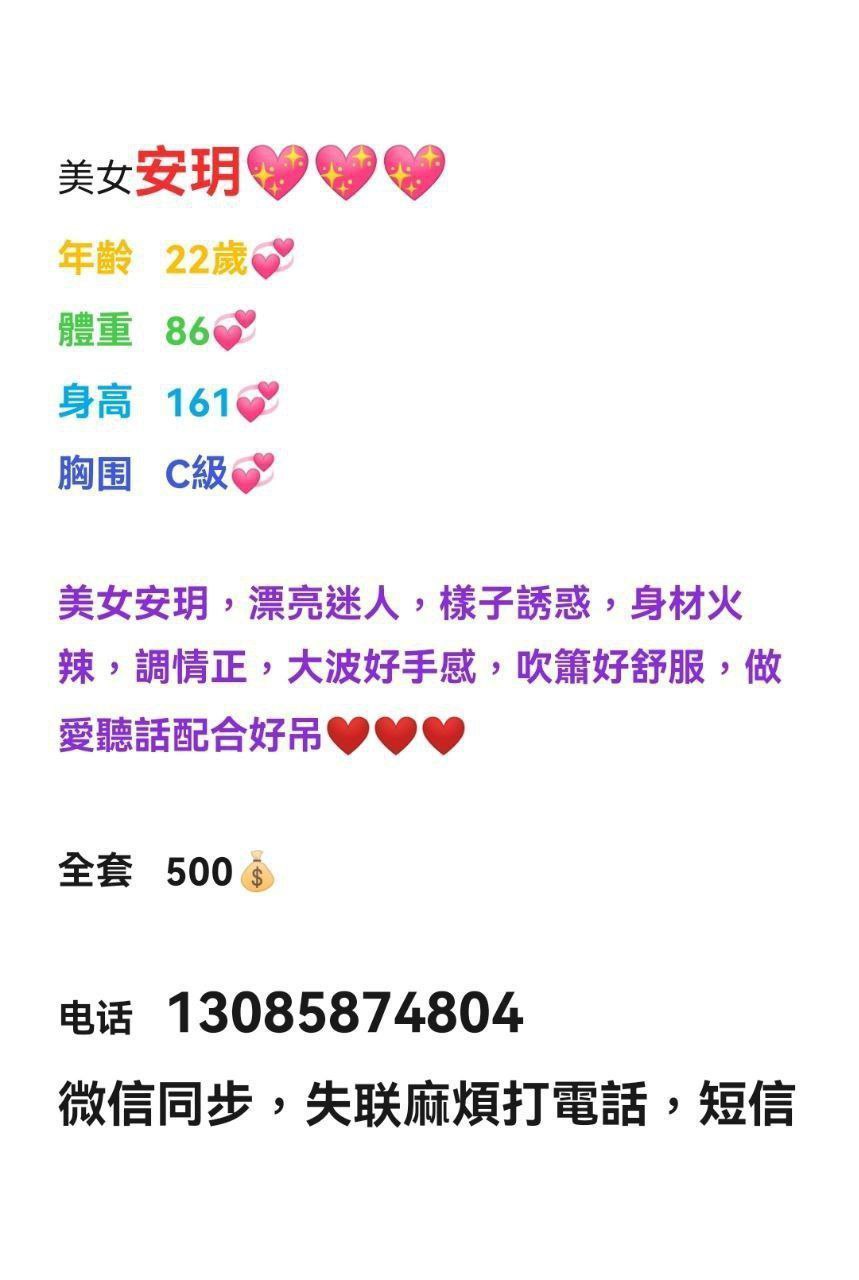 美女安玥💖💖💖
年齡 22歲💞
體重 86💞
身高 161💞
胸围 C級💞
美女安玥，漂亮迷人，樣子誘惑，身材火
辣，調情正，大波好手感，吹簫好舒服，做
愛聽話配合好吊❤️❤️❤️
全套 500💰
电话 13085874804
微信同步，失联麻煩打電話，短信